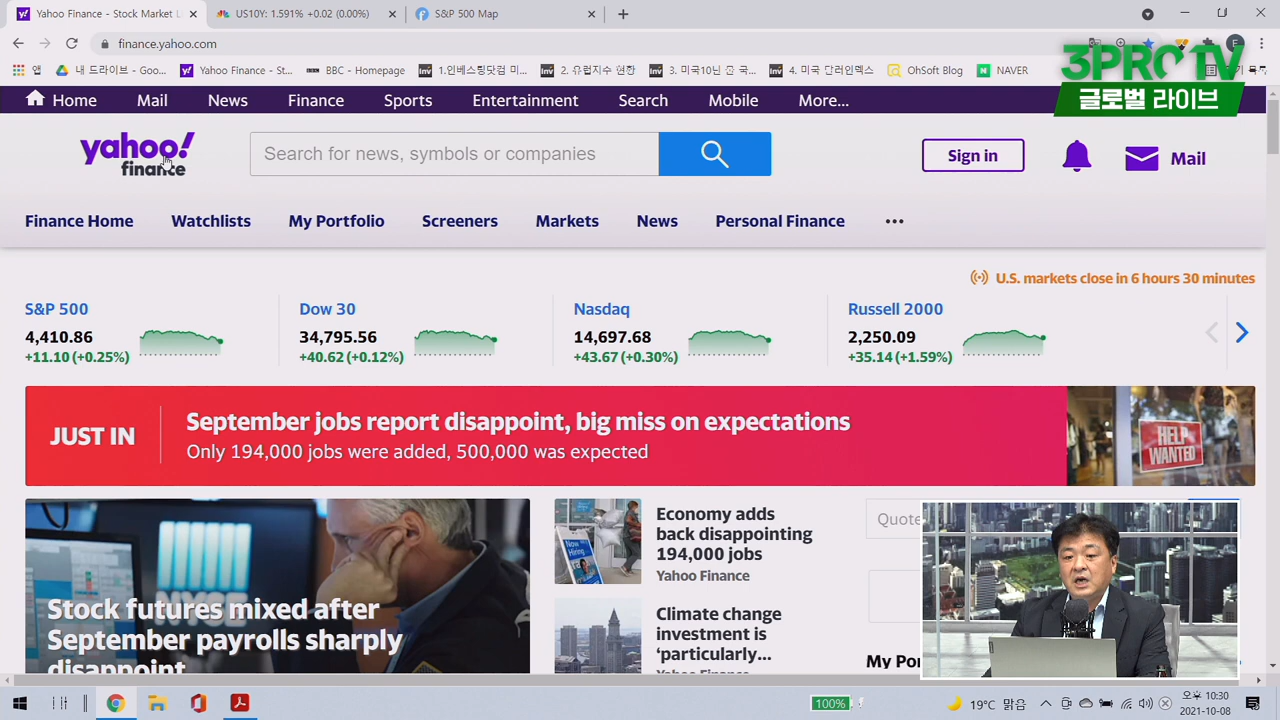 Yahoo Finance - Stock Market L
US10Y: 1.591% +0.02 (0.00%)
S&P 500 Map
finance.yahoo.com
앱
내 드라이브 - Goo...
Yahoo Finance - St...
BBC - Homepage
1.인베스팅닷컴 |...
2. 유럽지수 현황
3. 미국10년 윤 국...
4. 미국 달러인덱스
OhSoft Blog
NAVER
3PROTV
글로벌 라이브
Home
Mail
News
Finance
Sports
Entertainment
Search
Mobile
More...
yahoo!
finance
Search for news, symbols or companies
Sign in
Mail
Finance Home
Watchlists
My Portfolio
Screeners
Markets
News
Personal Finance
U.S. markets close in 6 hours 30 minutes
S&P 500
4,410.86
+11.10 (+0.25%)
Dow 30
34,795.56
+40.62 (+0.12%)
Nasdaq
14,697.68
+43.67 (+0.30%)
Russell 2000
2,250.09
+35.14 (+1.59%)
JUST IN
September jobs report disappoint, big miss on expectations
Only 194,000 jobs were added, 500,000 was expected
HELP
WANTED
Stock futures mixed after
September payrolls sharply
disappoint
Now
Hiring
Economy adds
back disappointing
194,000 jobs
Yahoo Finance
Climate change
investment is
‘particularly...
Yahoo Finance
Quote
My Por
100%
19°C 맑음
오후 10:30
2021-10-08